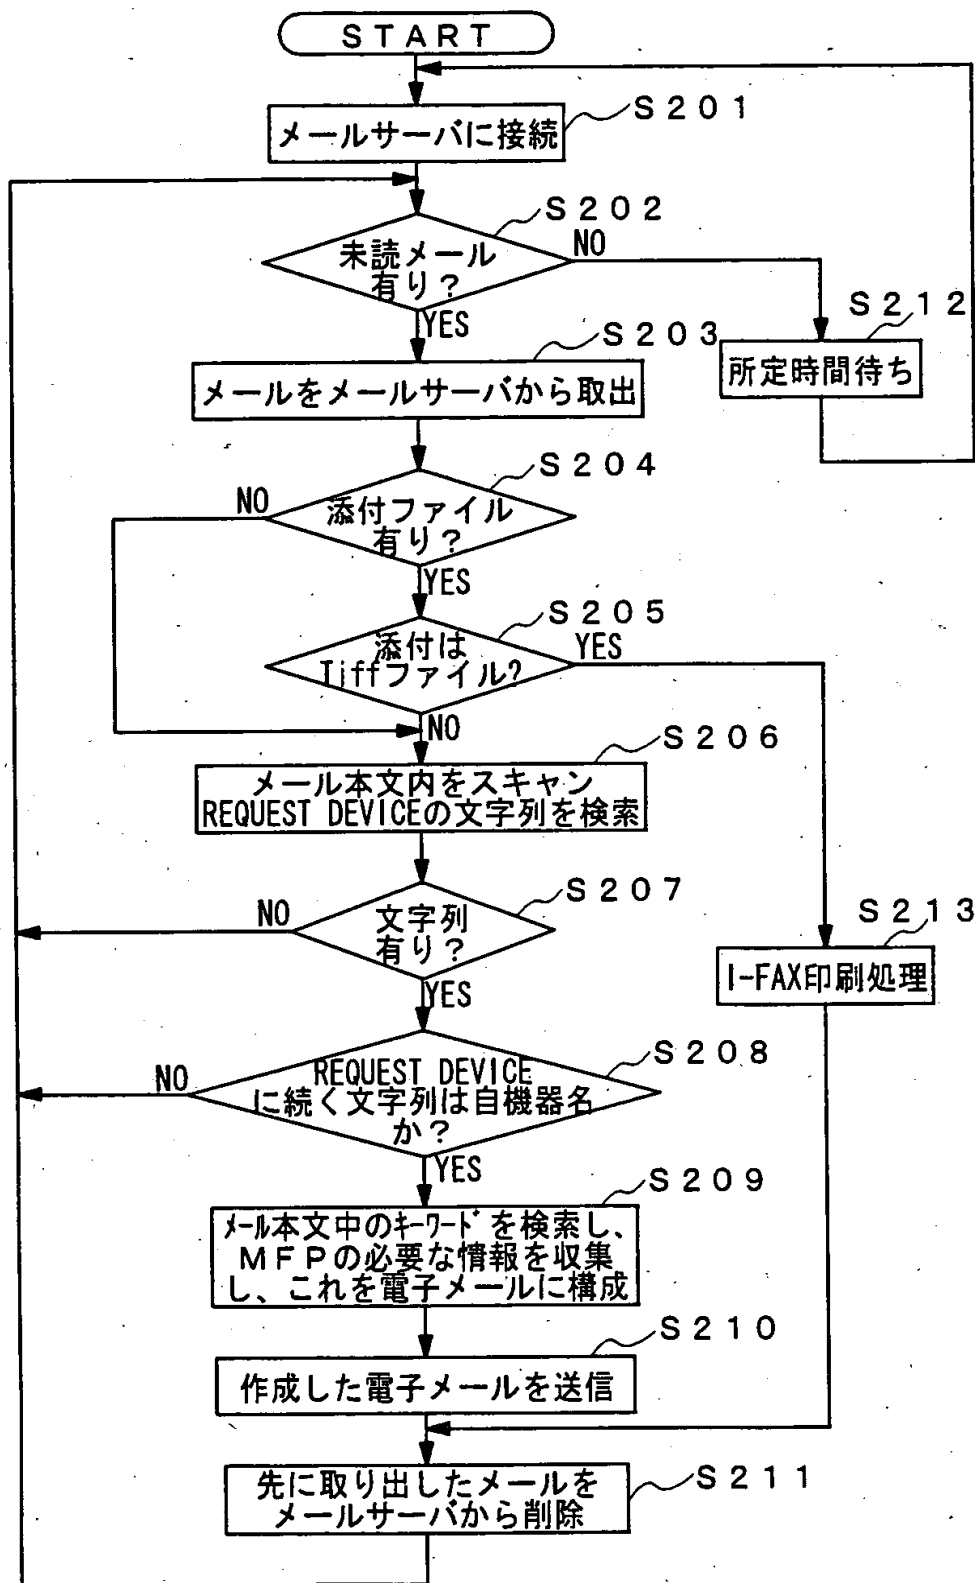 START
メールサーバに接続
S201
未読メール
有り？
S202
NO
YES
S212
所定時間待ち
S203
メールをメールサーバから取出
S204
添付ファイル
有り？
NO
YES
S205
添付は
Tiffファイル?
YES
NO
S206
メール本文内をスキャン
REQUEST DEVICEの文字列を検索
S207
文字列
有り？
NO
YES
S213
I-FAX印刷処理
S208
REQUEST DEVICE
に続く文字列は自機器名
か？
NO
YES
S209
ﾒｰﾙ本文中のｷｰﾜｰﾄﾞを検索し、
ＭＦＰの必要な情報を収集
し、これを電子メールに構成
S210
作成した電子メールを送信
S211
先に取り出したメールを
メールサーバから削除